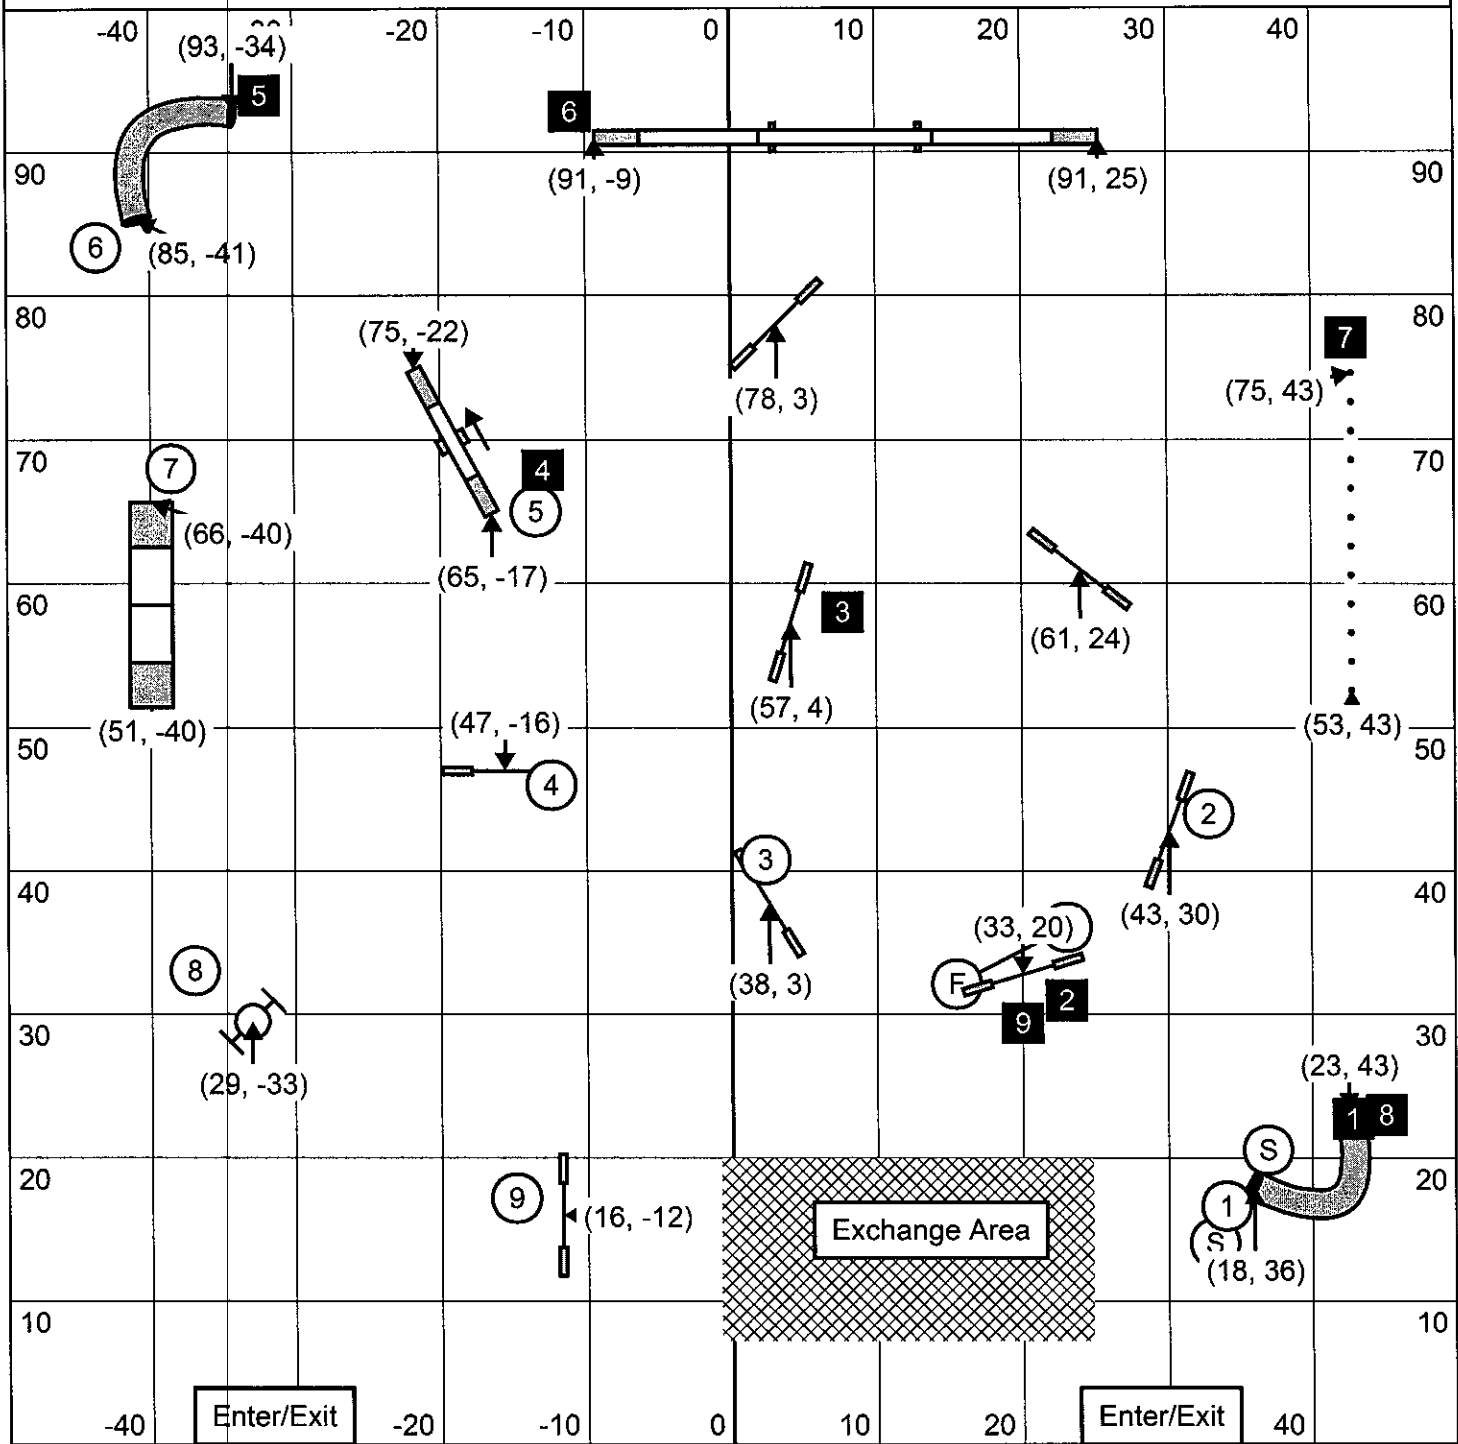 -40 -20 -10 0 10 20 30 40
(93, -34)
5
6
90 (91, -9) (91, 25) 90
6 (85, -41)
80 80
(75, -22) 7
(75, 43)
(78, 3)
70 7 4 70
5
(66, -40)
(65, -17)
60 3 60
(61, 24)
(57, 4)
(51, -40) (47, -16) (53, 43)
50 50
4 2
3
40 40
(43, 30)
(33, 20)
8 (38, 3) F
2
30 9 30
(23, 43)
(29, -33)
1 8
S
20 20
9 1
(16, -12) Exchange Area
S
(18, 36)
10 10
Enter/Exit Enter/Exit
-40 -20 -10 0 10 20 40